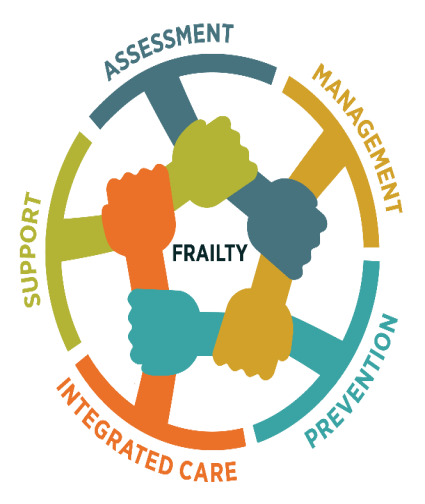 ASSESSMENT
MANAGEMENT
PREVENTION
INTEGRATED CARE
SUPPORT
FRAILTY